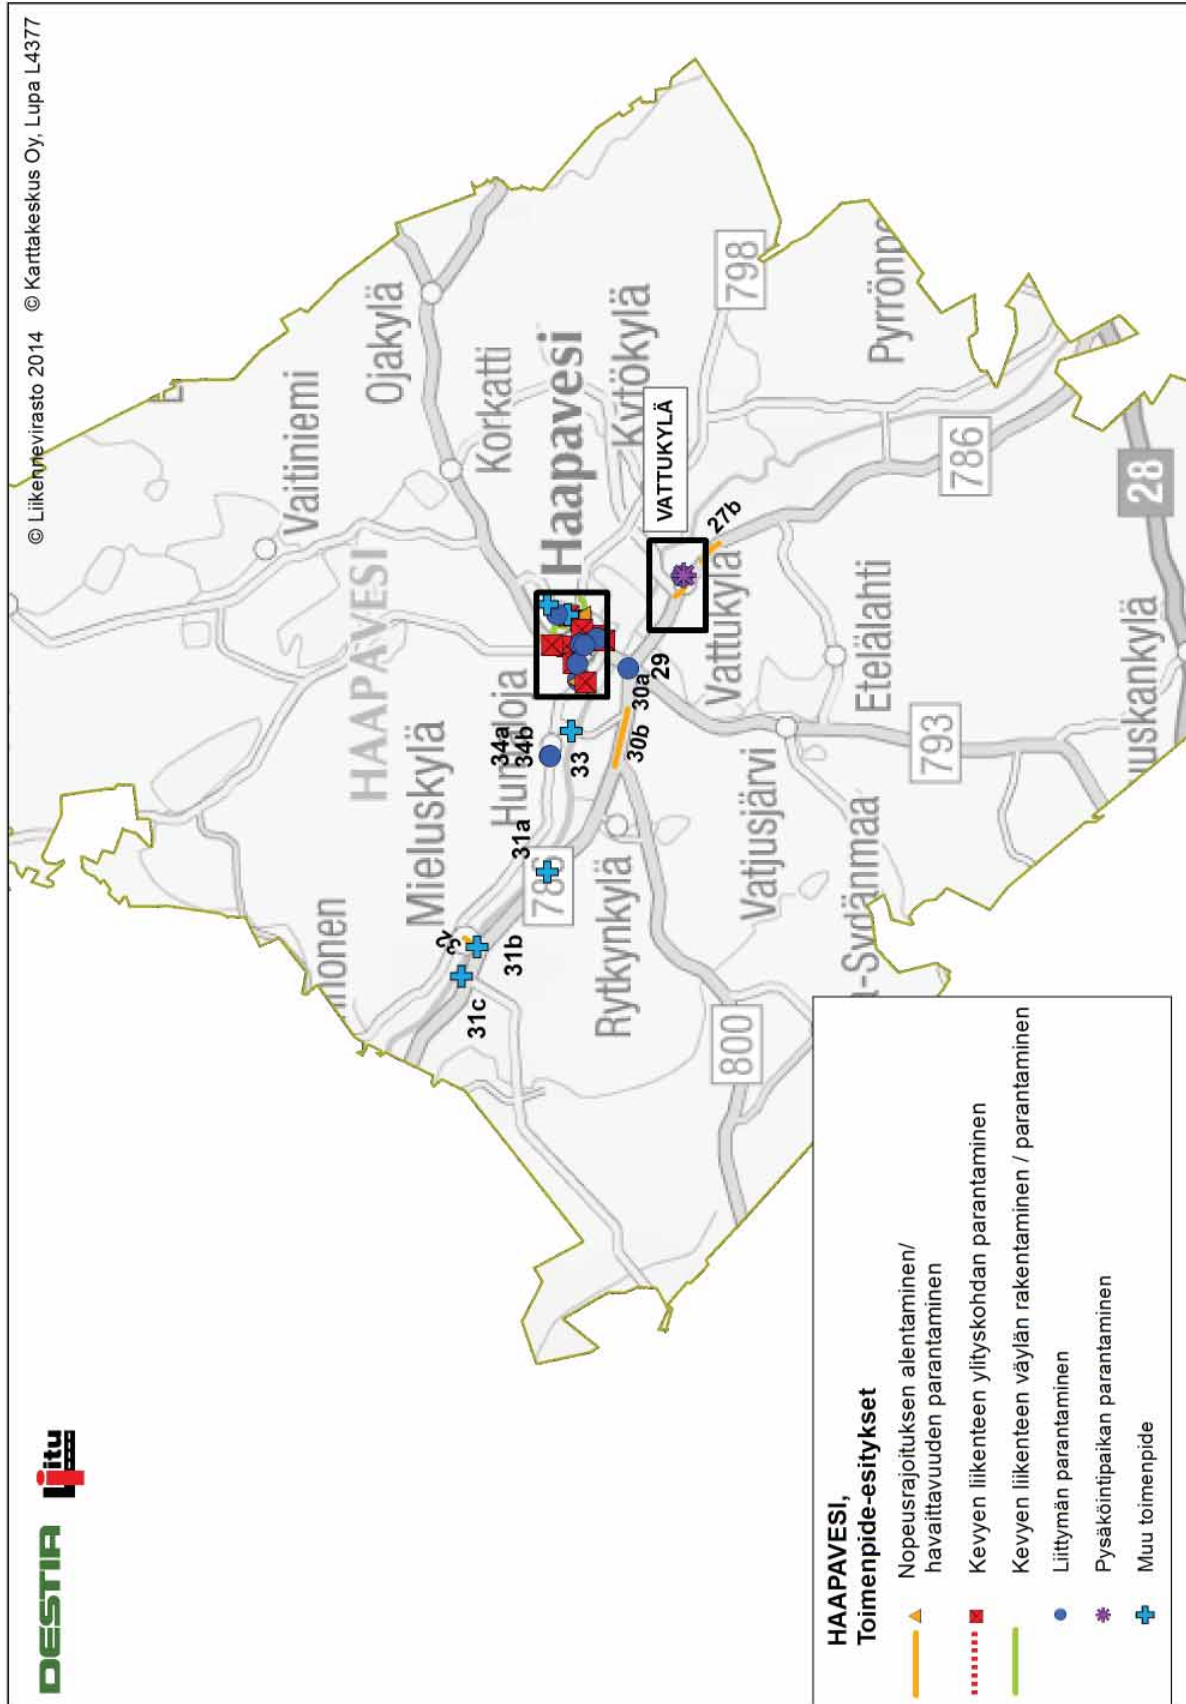 DESTIA Liitu
© Liikennevirasto 2014 © Karttakeskus Oy, Lupa L4377
Vaitiniemi
Ojakylä
HAAPAVESI
Korkatti
Mieluskylä
Haapavesi
Kytökylä
34a
34b
33
31a
32
31b
31c
30a
30b
29
27b
VATTUKYLÄ
Vattukylä
798
Rytkynkylä
Vatjusjärvi
Etelälahti
786
793
800
28
HAAPAVESI,
Toimenpide-esitykset
Nopeusrajoituksen alentaminen/
havaittavuuden parantaminen
Kevyen liikenteen ylityskohdan parantaminen
Kevyen liikenteen väylän rakentaminen / parantaminen
Liittymän parantaminen
Pysäköintipaikan parantaminen
Muu toimenpide